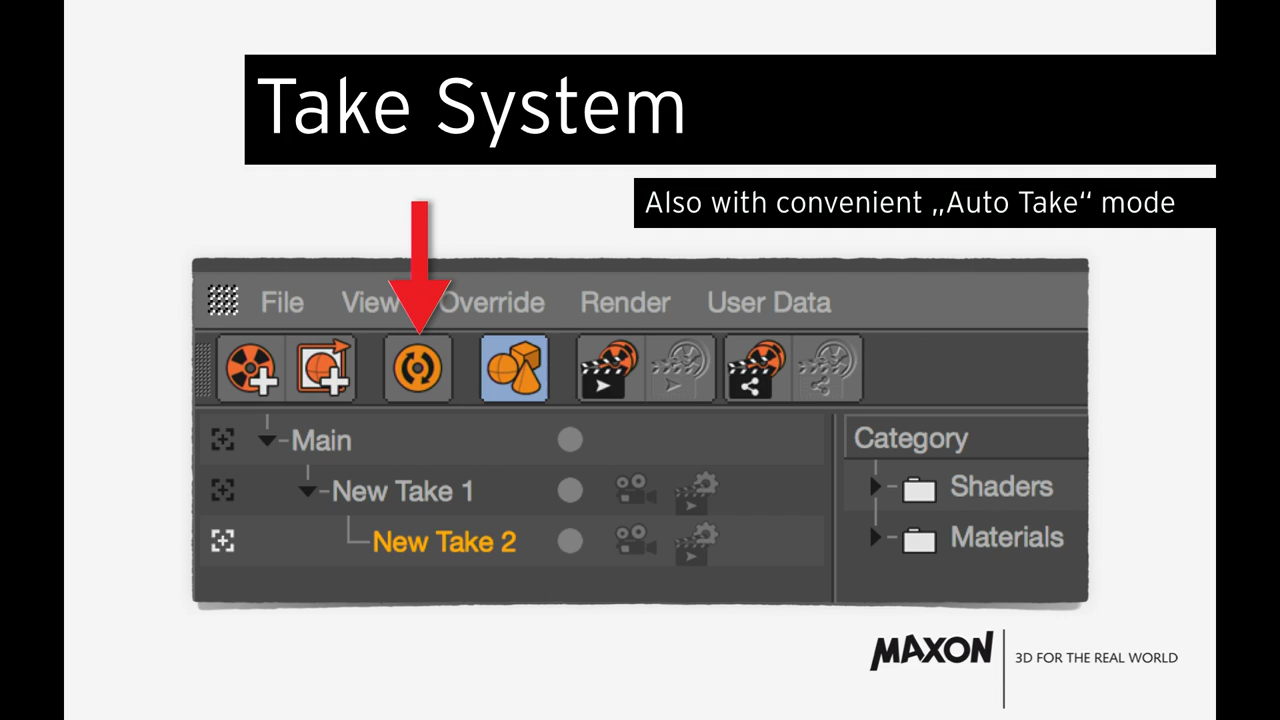 Take System
Also with convenient „Auto Take“ mode
File View Override Render User Data
Main
New Take 1
New Take 2
Category
Shaders
Materials
MAXON
3D FOR THE REAL WORLD